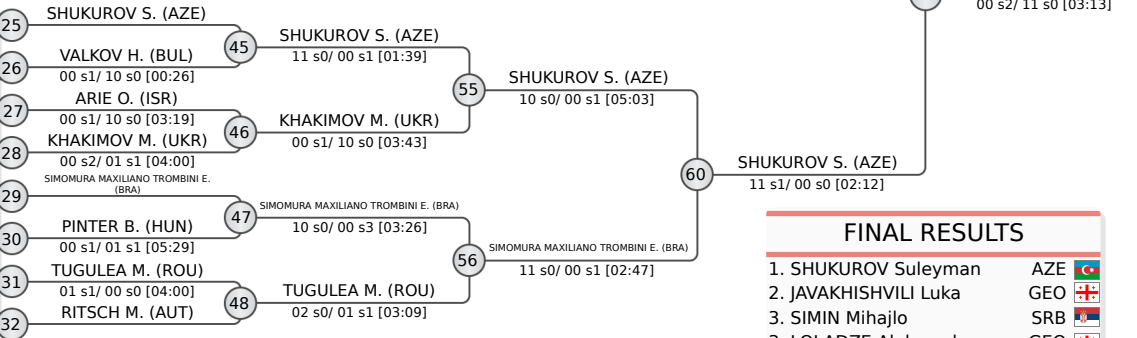 00 s2/ 11 s0 [03:13]
25
SHUKUROV S. (AZE)
45
SHUKUROV S. (AZE)
11 s0/ 00 s1 [01:39]
26
VALKOV H. (BUL)
00 s1/ 10 s0 [00:26]
55
SHUKUROV S. (AZE)
10 s0/ 00 s1 [05:03]
27
ARIE O. (ISR)
00 s1/ 10 s0 [03:19]
46
KHAKIMOV M. (UKR)
00 s1/ 10 s0 [03:43]
28
KHAKIMOV M. (UKR)
00 s2/ 01 s1 [04:00]
60
SHUKUROV S. (AZE)
11 s1/ 00 s0 [02:12]
29
SIMOMURA MAXILIANO TROMBINI E.
(BRA)
47
SIMOMURA MAXILIANO TROMBINI E. (BRA)
10 s0/ 00 s3 [03:26]
30
PINTER B. (HUN)
00 s1/ 01 s1 [05:29]
56
SIMOMURA MAXILIANO TROMBINI E. (BRA)
11 s0/ 00 s1 [02:47]
31
TUGULEA M. (ROU)
01 s1/ 00 s0 [04:00]
48
TUGULEA M. (ROU)
02 s0/ 01 s1 [03:09]
32
RITSCH M. (AUT)
FINAL RESULTS
1. SHUKUROV Suleyman AZE
2. JAVAKHISHVILI Luka GEO
3. SIMIN Mihajlo SRB